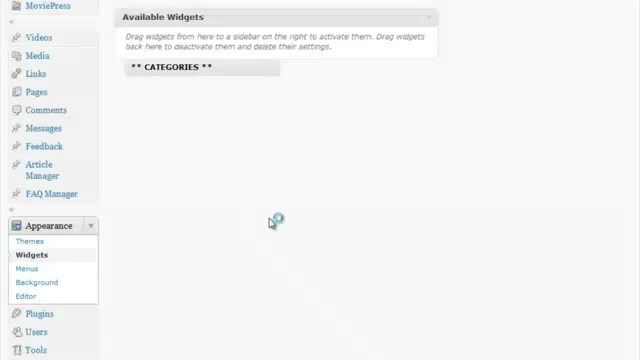 MoviePress
Videos
Media
Links
Pages
Comments
Messages
Feedback
Article
Manager
FAQ Manager
Appearance
Themes
Widgets
Menus
Background
Editor
Plugins
Users
Tools
Available Widgets
Drag widgets from here to a sidebar on the right to activate them. Drag widgets
back here to deactivate them and delete their settings.
** CATEGORIES **